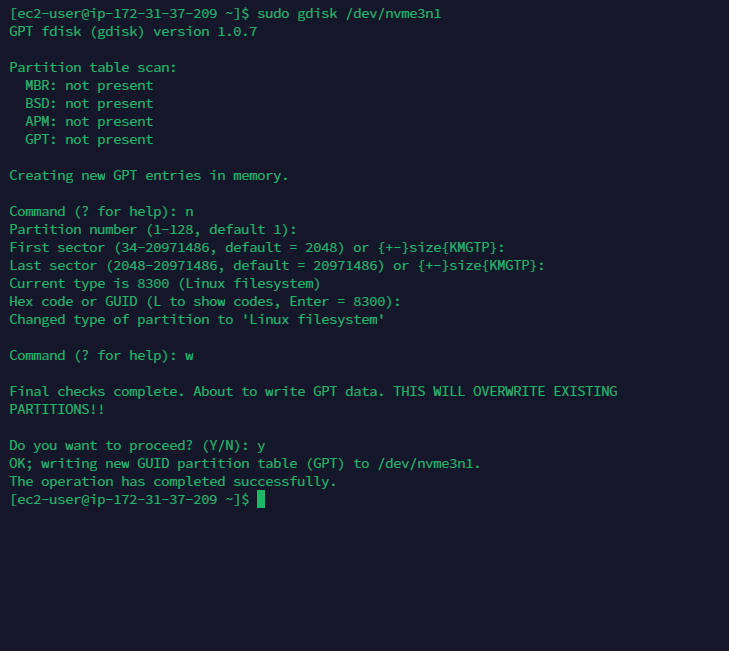 [ec2-user@ip-172-31-37-209 ~]$ sudo gdisk /dev/nvme3n1
GPT fdisk (gdisk) version 1.0.7
Partition table scan:
  MBR: not present
  BSD: not present
  APM: not present
  GPT: not present
Creating new GPT entries in memory.
Command (? for help): n
Partition number (1-128, default 1):
First sector (34-20971486, default = 2048) or {+-}size{KMGTP}:
Last sector (2048-20971486, default = 20971486) or {+-}size{KMGTP}:
Current type is 8300 (Linux filesystem)
Hex code or GUID (L to show codes, Enter = 8300):
Changed type of partition to 'Linux filesystem'
Command (? for help): w
Final checks complete. About to write GPT data. THIS WILL OVERWRITE EXISTING
PARTITIONS!!
Do you want to proceed? (Y/N): y
OK; writing new GUID partition table (GPT) to /dev/nvme3n1.
The operation has completed successfully.
[ec2-user@ip-172-31-37-209 ~]$